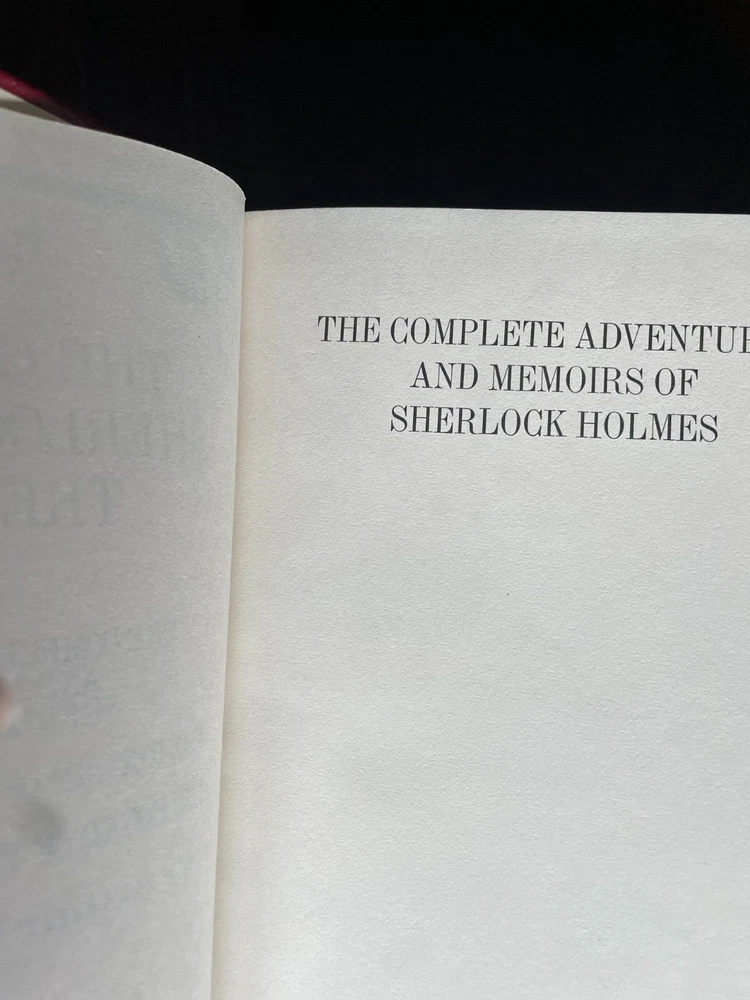 THE COMPLETE ADVENTU
AND MEMOIRS OF
SHERLOCK HOLMES